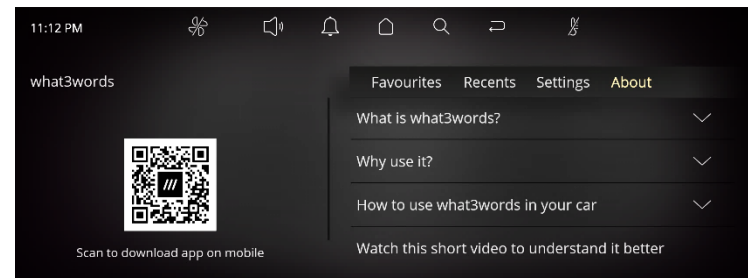 11:12 PM
what3words
Favourites Recents Settings About
What is what3words?
Why use it?
How to use what3words in your car
Watch this short video to understand it better
Scan to download app on mobile